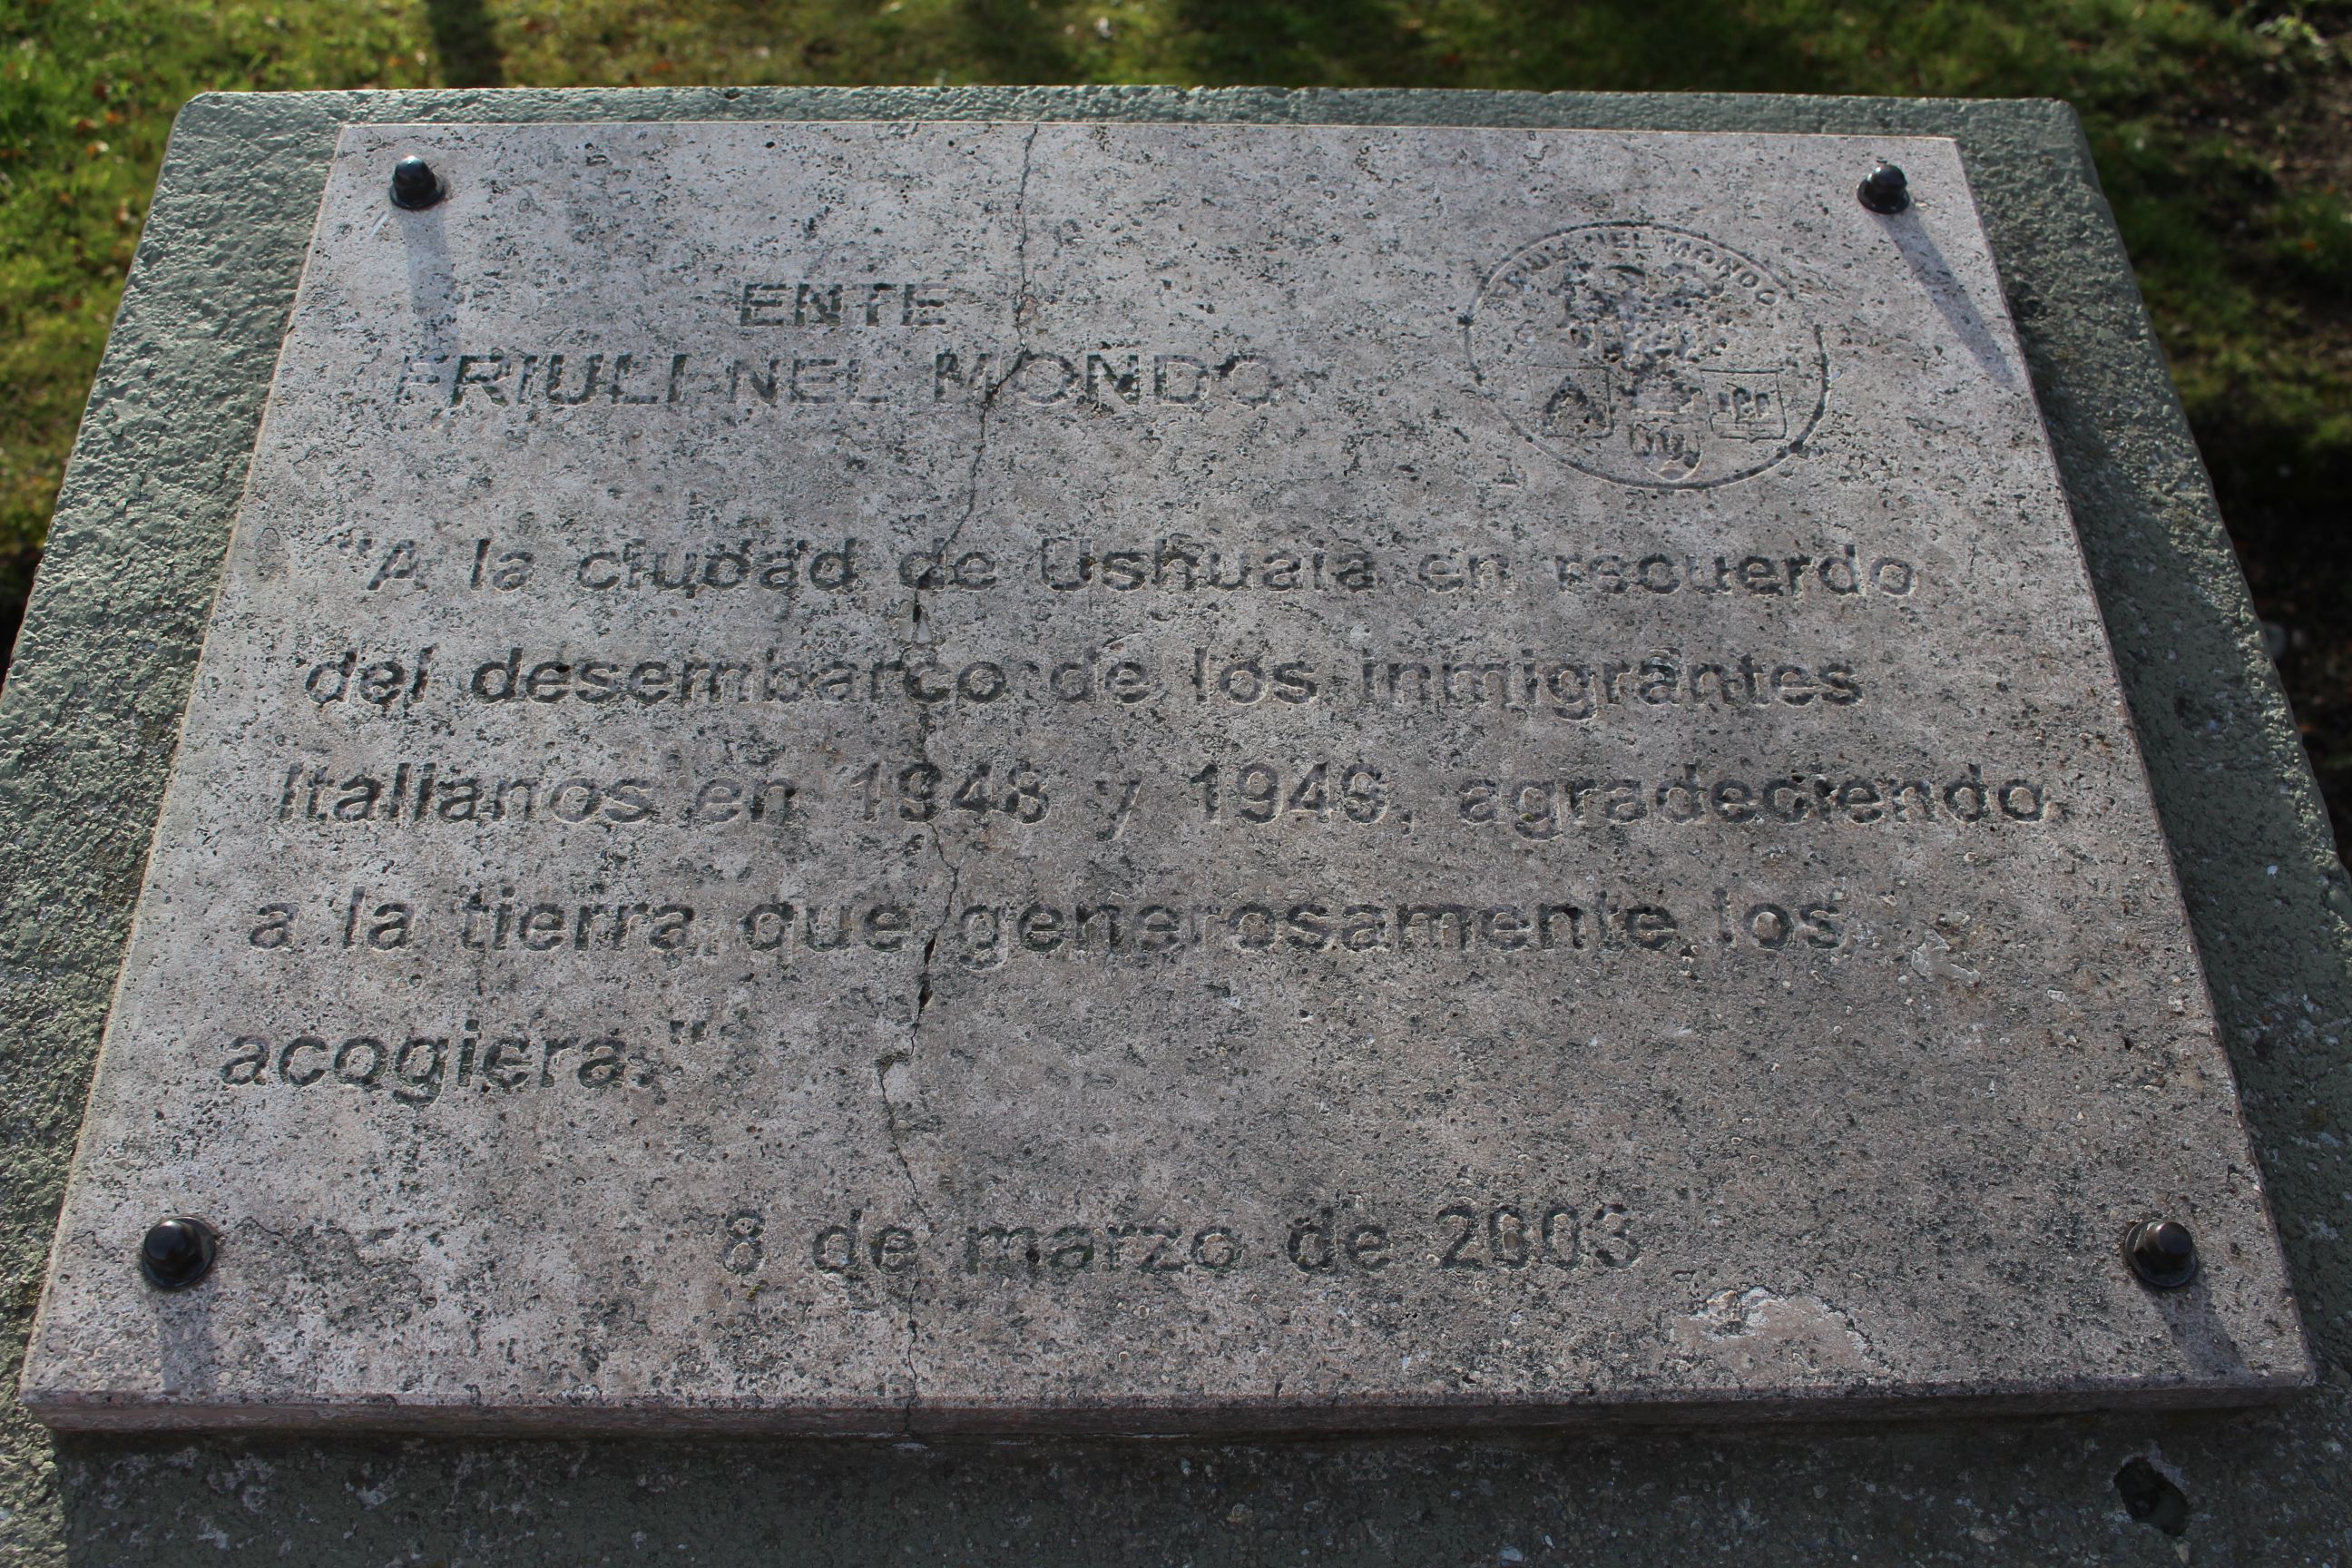 ENTE
FRIULI NEL MONDO
FRIULI NEL MONDO
"A la ciudad de Ushuaia en recuerdo
del desembarco de los inmigrantes
Italianos en 1948 y 1949, agradeciendo
a la tierra que generosamente los
acogiera."
8 de marzo de 2003